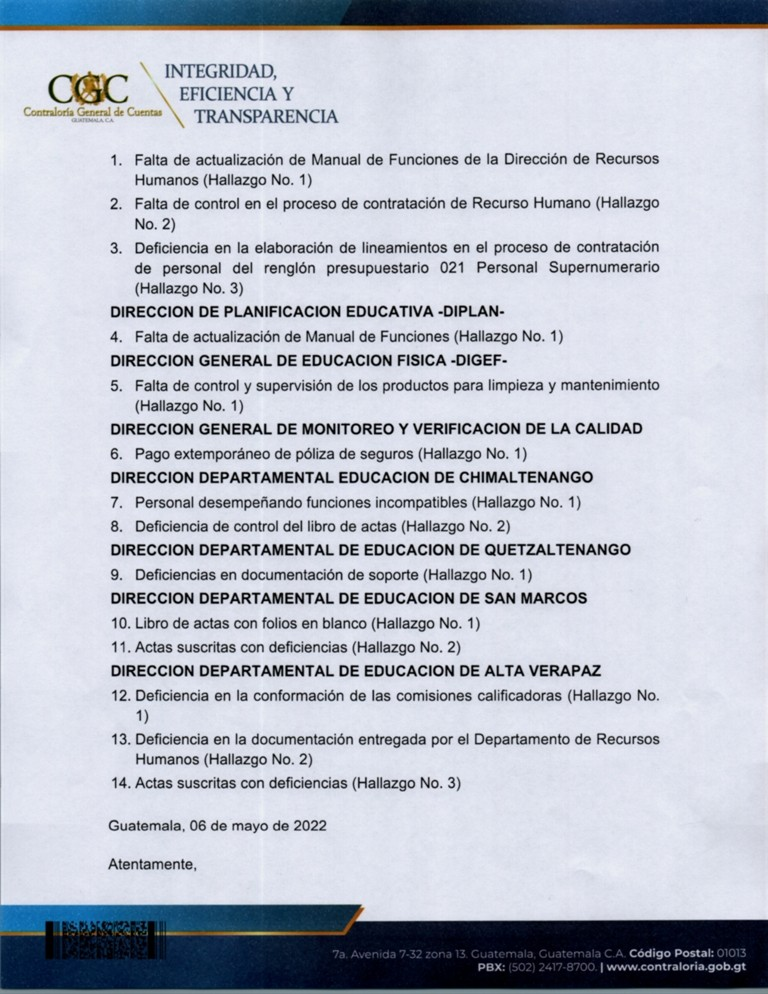 CGC
Contraloría General de Cuentas
GUATEMALA, C.A.
INTEGRIDAD,
EFICIENCIA Y
TRANSPARENCIA
1. Falta de actualización de Manual de Funciones de la Dirección de Recursos
Humanos (Hallazgo No. 1)
2. Falta de control en el proceso de contratación de Recurso Humano (Hallazgo
No. 2)
3. Deficiencia en la elaboración de lineamientos en el proceso de contratación
de personal del renglón presupuestario 021 Personal Supernumerario
(Hallazgo No. 3)
DIRECCION DE PLANIFICACION EDUCATIVA -DIPLAN-
4. Falta de actualización de Manual de Funciones (Hallazgo No. 1)
DIRECCION GENERAL DE EDUCACION FISICA -DIGEF-
5. Falta de control y supervisión de los productos para limpieza y mantenimiento
(Hallazgo No. 1)
DIRECCION GENERAL DE MONITOREO Y VERIFICACION DE LA CALIDAD
6. Pago extemporáneo de póliza de seguros (Hallazgo No. 1)
DIRECCION DEPARTAMENTAL EDUCACION DE CHIMALTENANGO
7. Personal desempeñando funciones incompatibles (Hallazgo No. 1)
8. Deficiencia de control del libro de actas (Hallazgo No. 2)
DIRECCION DEPARTAMENTAL DE EDUCACION DE QUETZALTENANGO
9. Deficiencias en documentación de soporte (Hallazgo No. 1)
DIRECCION DEPARTAMENTAL DE EDUCACION DE SAN MARCOS
10. Libro de actas con folios en blanco (Hallazgo No. 1)
11. Actas suscritas con deficiencias (Hallazgo No. 2)
DIRECCION DEPARTAMENTAL DE EDUCACION DE ALTA VERAPAZ
12. Deficiencia en la conformación de las comisiones calificadoras (Hallazgo No.
1)
13. Deficiencia en la documentación entregada por el Departamento de Recursos
Humanos (Hallazgo No. 2)
14. Actas suscritas con deficiencias (Hallazgo No. 3)
Guatemala, 06 de mayo de 2022
Atentamente,
7a. Avenida 7-32 zona 13. Guatemala, Guatemala C.A. Código Postal: 01013
PBX: (502) 2417-8700. | www.contraloria.gob.gt